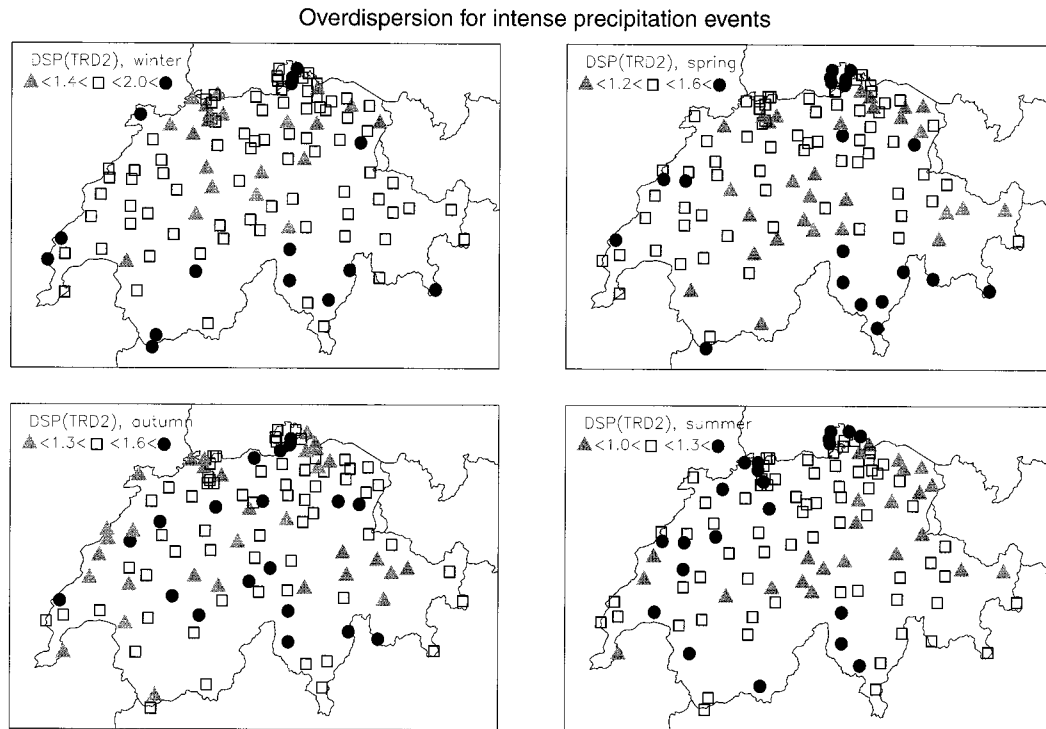 Overdispersion for intense precipitation events
DSP(TRD2), winter
<1.4< <2.0<
DSP(TRD2), spring
<1.2< <1.6<
DSP(TRD2), autumn
<1.3< <1.6<
DSP(TRD2), summer
<1.0< <1.3<